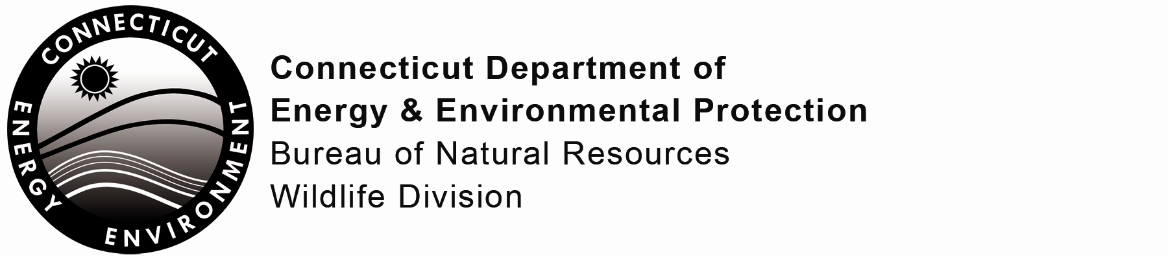 CONNECTICUT
ENERGY
ENVIRONMENT
Connecticut Department of
Energy & Environmental Protection
Bureau of Natural Resources
Wildlife Division